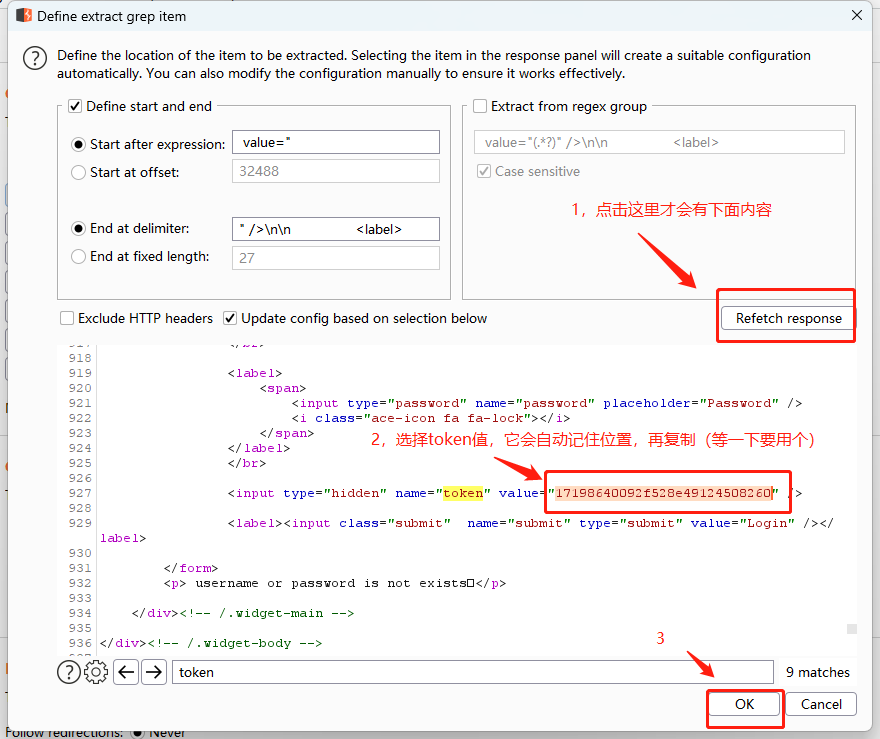 Define extract grep item
Define the location of the item to be extracted. Selecting the item in the response panel will create a suitable configuration
automatically. You can also modify the configuration manually to ensure it works effectively.
Define start and end
Start after expression: value="
Start at offset: 32488
End at delimiter: " />\n\n <label>
End at fixed length: 27
Extract from regex group
value="(.*?)" />\n\n <label>
Case sensitive
1，点击这里才会有下面内容
Exclude HTTP headers Update config based on selection below
Refetch response
918
919 <label>
920 <span>
921 <input type="password" name="password" placeholder="Password" />
922 <i class="ace-icon fa fa-lock"></i>
923 </span>
2，选择token值，它会自动记住位置，再复制（等一下要用个）
924 </label>
925 </br>
926
927 <input type="hidden" name="token" value="17198640092f528e49124508260" />
928
929 <label><input class="submit" name="submit" type="submit" value="Login" /></
label>
930
931 </form>
932 <p> username or password is not exists</p>
933
934 </div><!-- /.widget-main -->
935
936 </div><!-- /.widget-body -->
3
token
9 matches
OK
Cancel
Follow redirections: Never